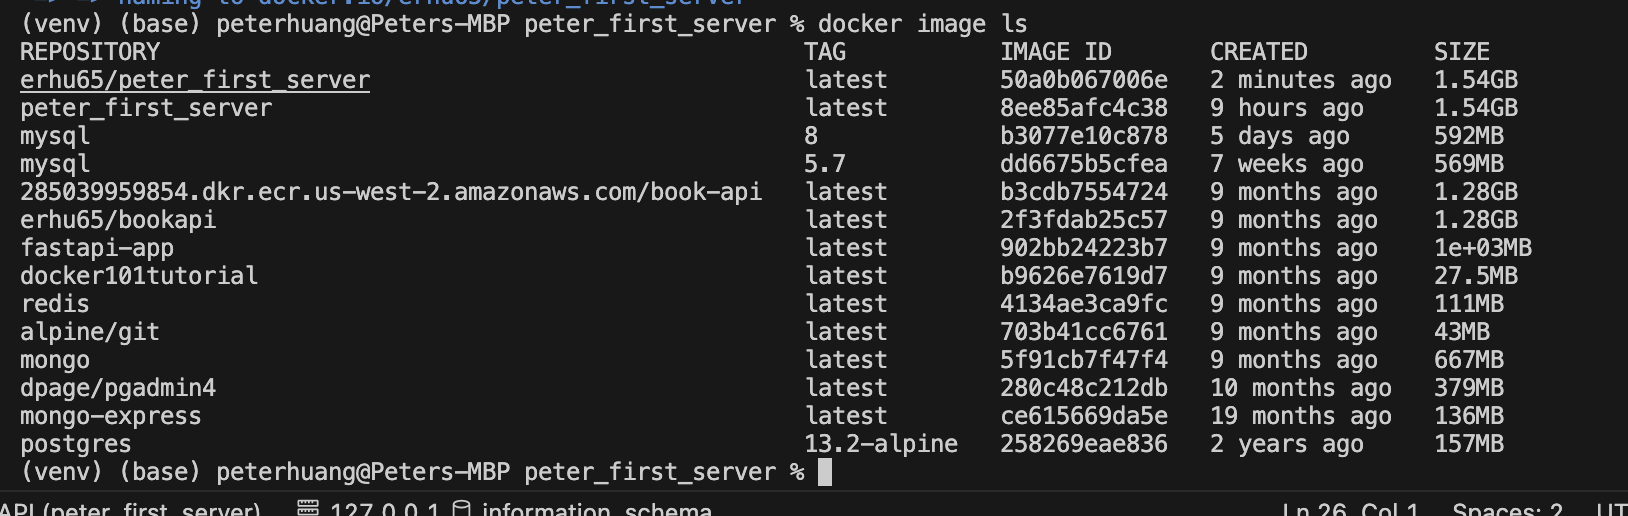 naming to docker.io/erhu65/peter_first_server
(venv) (base) peterhuang@Peters-MBP peter_first_server % docker image ls
REPOSITORY TAG IMAGE ID CREATED SIZE
erhu65/peter_first_server latest 50a0b067006e 2 minutes ago 1.54GB
peter_first_server latest 8ee85afc4c38 9 hours ago 1.54GB
mysql 8 b3077e10c878 5 days ago 592MB
mysql 5.7 dd6675b5cfea 7 weeks ago 569MB
285039959854.dkr.ecr.us-west-2.amazonaws.com/book-api latest b3cdb7554724 9 months ago 1.28GB
erhu65/bookapi latest 2f3fdab25c57 9 months ago 1.28GB
fastapi-app latest 902bb24223b7 9 months ago 1e+03MB
docker101tutorial latest b9626e7619d7 9 months ago 27.5MB
redis latest 4134ae3ca9fc 9 months ago 111MB
alpine/git latest 703b41cc6761 9 months ago 43MB
mongo latest 5f91cb7f47f4 9 months ago 667MB
dpage/pgadmin4 latest 280c48c212db 10 months ago 379MB
mongo-express latest ce615669da5e 19 months ago 136MB
postgres 13.2-alpine 258269eae836 2 years ago 157MB
(venv) (base) peterhuang@Peters-MBP peter_first_server %
API (peter_first_server) 127.0.0.1 information_schema Ln 26, Col 1 Spaces: 2 UT